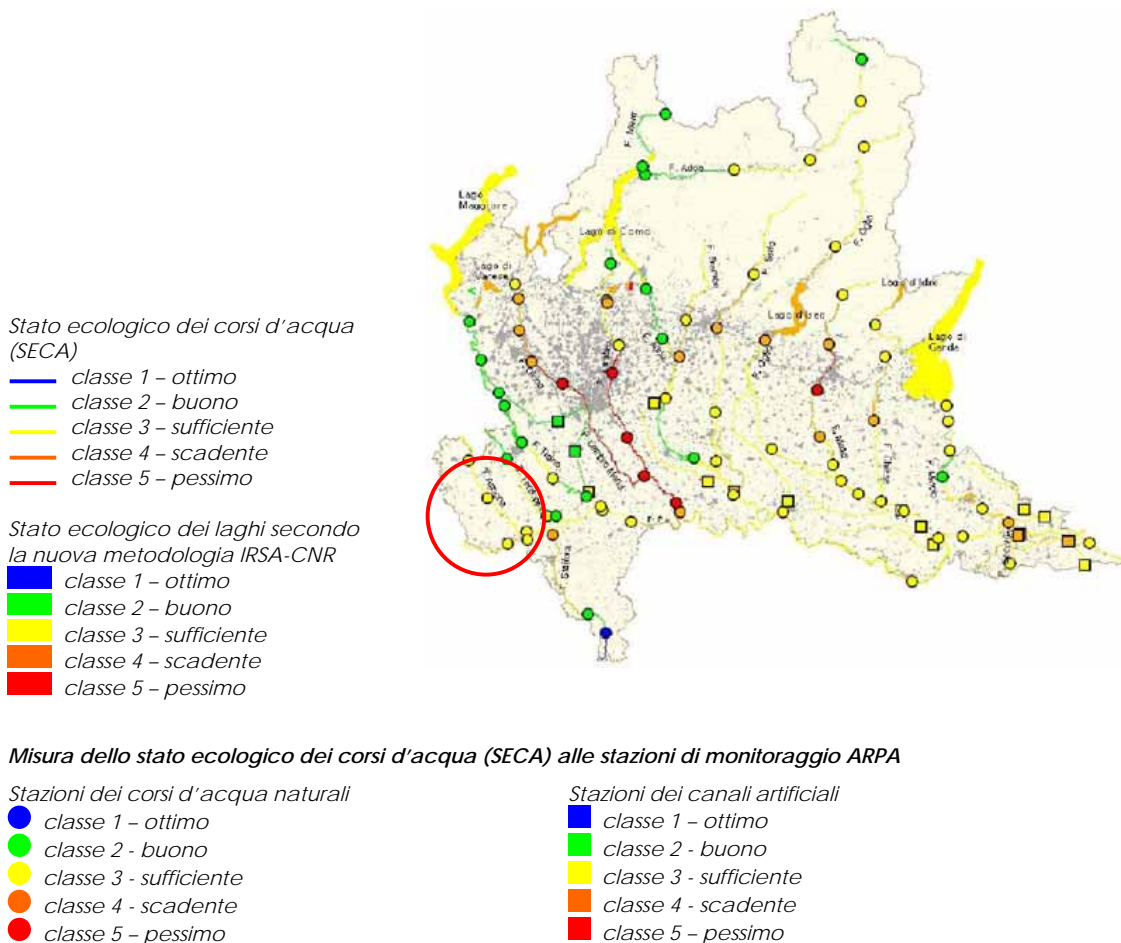 Lago Maggiore
F. Mera
F. Adda
Lago di Como
Lago di Varese
F. Oglio
Lago d'Iseo
Lago d'Idro
Lago di Garda
Stato ecologico dei corsi d'acqua
(SECA)
classe 1 – ottimo
classe 2 – buono
classe 3 – sufficiente
classe 4 – scadente
classe 5 – pessimo
Stato ecologico dei laghi secondo
la nuova metodologia IRSA-CNR
classe 1 – ottimo
classe 2 – buono
classe 3 – sufficiente
classe 4 – scadente
classe 5 – pessimo
Misura dello stato ecologico dei corsi d'acqua (SECA) alle stazioni di monitoraggio ARPA
Stazioni dei corsi d'acqua naturali
classe 1 – ottimo
classe 2 - buono
classe 3 - sufficiente
classe 4 - scadente
classe 5 – pessimo
Stazioni dei canali artificiali
classe 1 – ottimo
classe 2 - buono
classe 3 - sufficiente
classe 4 - scadente
classe 5 – pessimo